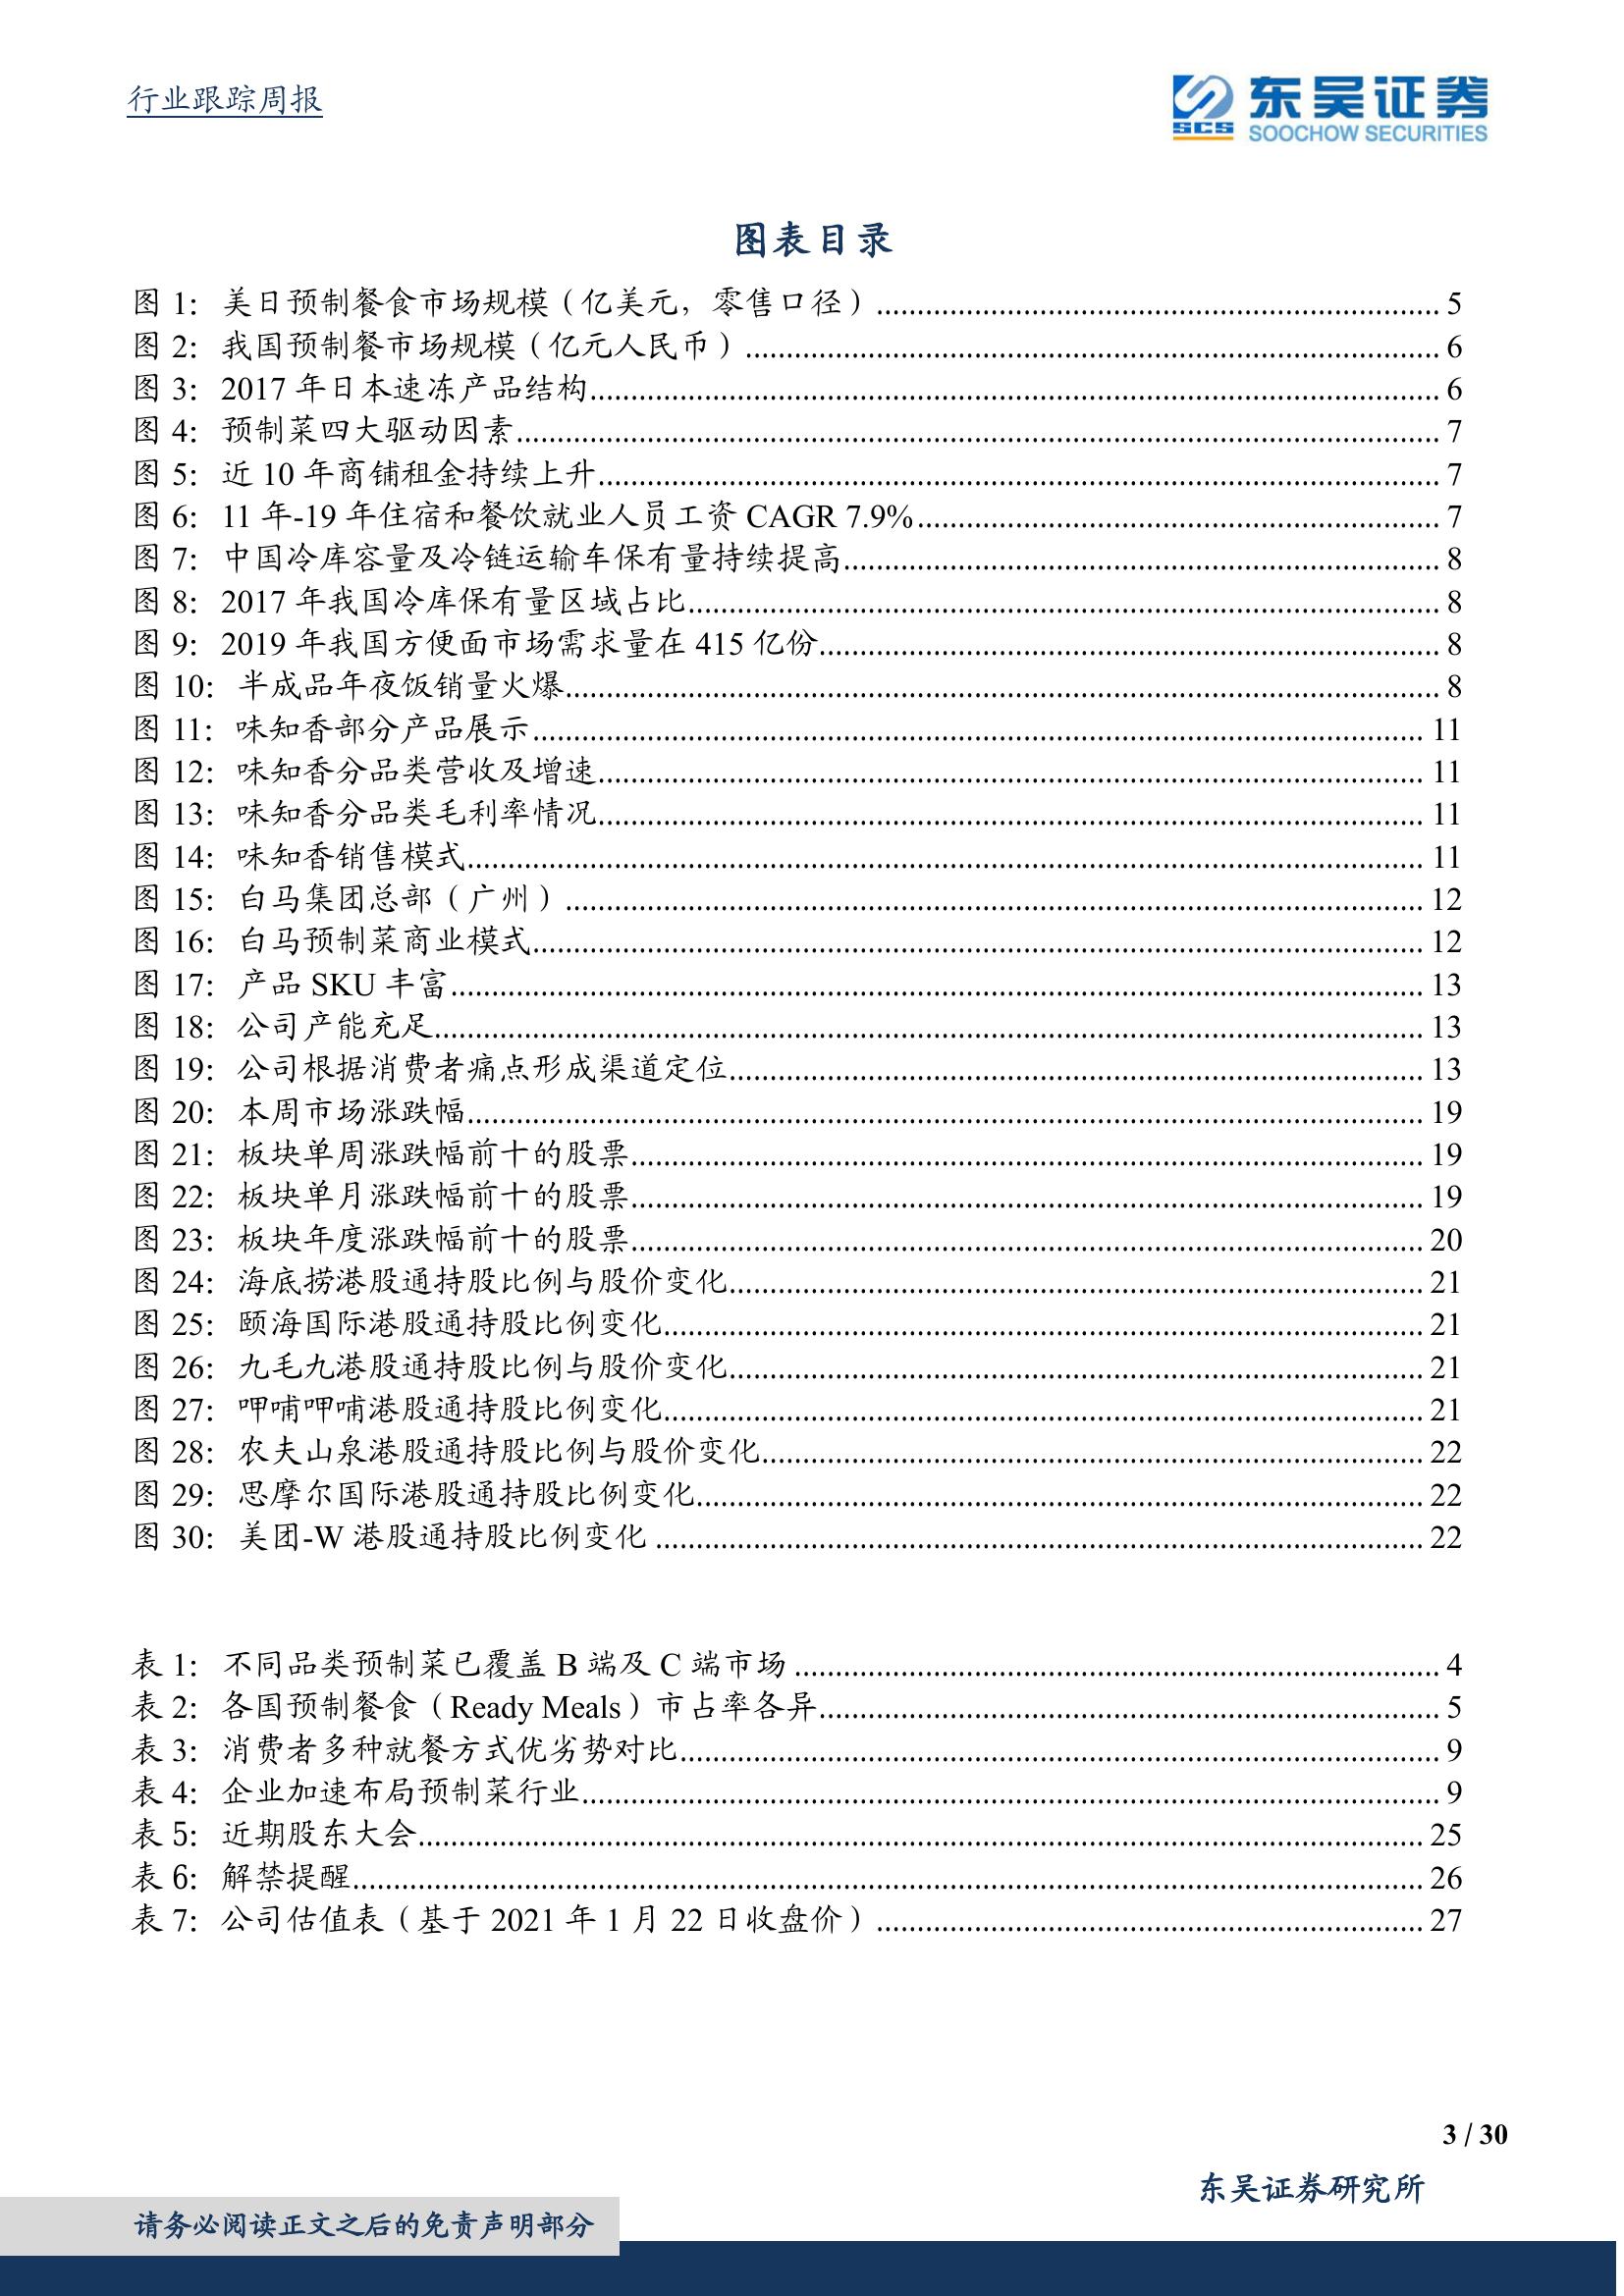 行业跟踪周报
SCS 东吴证券
SOOCHOW SECURITIES
图表目录
图 1：美日预制餐食市场规模（亿美元，零售口径）........ 5
图 2：我国预制餐市场规模（亿元人民币）........ 6
图 3：2017 年日本速冻产品结构........ 6
图 4：预制菜四大驱动因素........ 7
图 5：近 10 年商铺租金持续上升........ 7
图 6：11 年-19 年住宿和餐饮就业人员工资 CAGR 7.9%........ 7
图 7：中国冷库容量及冷链运输车保有量持续提高........ 8
图 8：2017 年我国冷库保有量区域占比........ 8
图 9：2019 年我国方便面市场需求量在 415 亿份........ 8
图 10：半成品年夜饭销量火爆........ 8
图 11：味知香部分产品展示........ 11
图 12：味知香分品类营收及增速........ 11
图 13：味知香分品类毛利率情况........ 11
图 14：味知香销售模式........ 11
图 15：白马集团总部（广州）........ 12
图 16：白马预制菜商业模式........ 12
图 17：产品 SKU 丰富........ 13
图 18：公司产能充足........ 13
图 19：公司根据消费者痛点形成渠道定位........ 13
图 20：本周市场涨跌幅........ 19
图 21：板块单周涨跌幅前十的股票........ 19
图 22：板块单月涨跌幅前十的股票........ 19
图 23：板块年度涨跌幅前十的股票........ 20
图 24：海底捞港股通持股比例与股价变化........ 21
图 25：颐海国际港股通持股比例变化........ 21
图 26：九毛九港股通持股比例与股价变化........ 21
图 27：呷哺呷哺港股通持股比例变化........ 21
图 28：农夫山泉港股通持股比例与股价变化........ 22
图 29：思摩尔国际港股通持股比例变化........ 22
图 30：美团-W 港股通持股比例变化........ 22
表 1：不同品类预制菜已覆盖 B 端及 C 端市场........ 4
表 2：各国预制餐食（Ready Meals）市占率各异........ 5
表 3：消费者多种就餐方式优劣势对比........ 9
表 4：企业加速布局预制菜行业........ 9
表 5：近期股东大会........ 25
表 6：解禁提醒........ 26
表 7：公司估值表（基于 2021 年 1 月 22 日收盘价）........ 27
3 / 30
东吴证券研究所
请务必阅读正文之后的免责声明部分